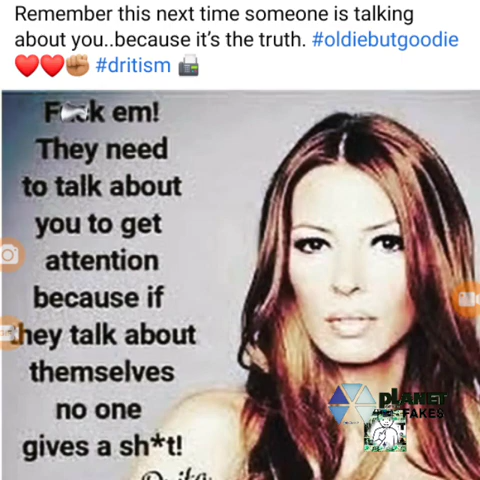 Remember this next time someone is talking
about you..because it's the truth. #oldiebutgoodie
#dritism
F k em!
They need
to talk about
you to get
attention
because if
they talk about
themselves
no one
gives a sh*t!
pLANET
FAKES